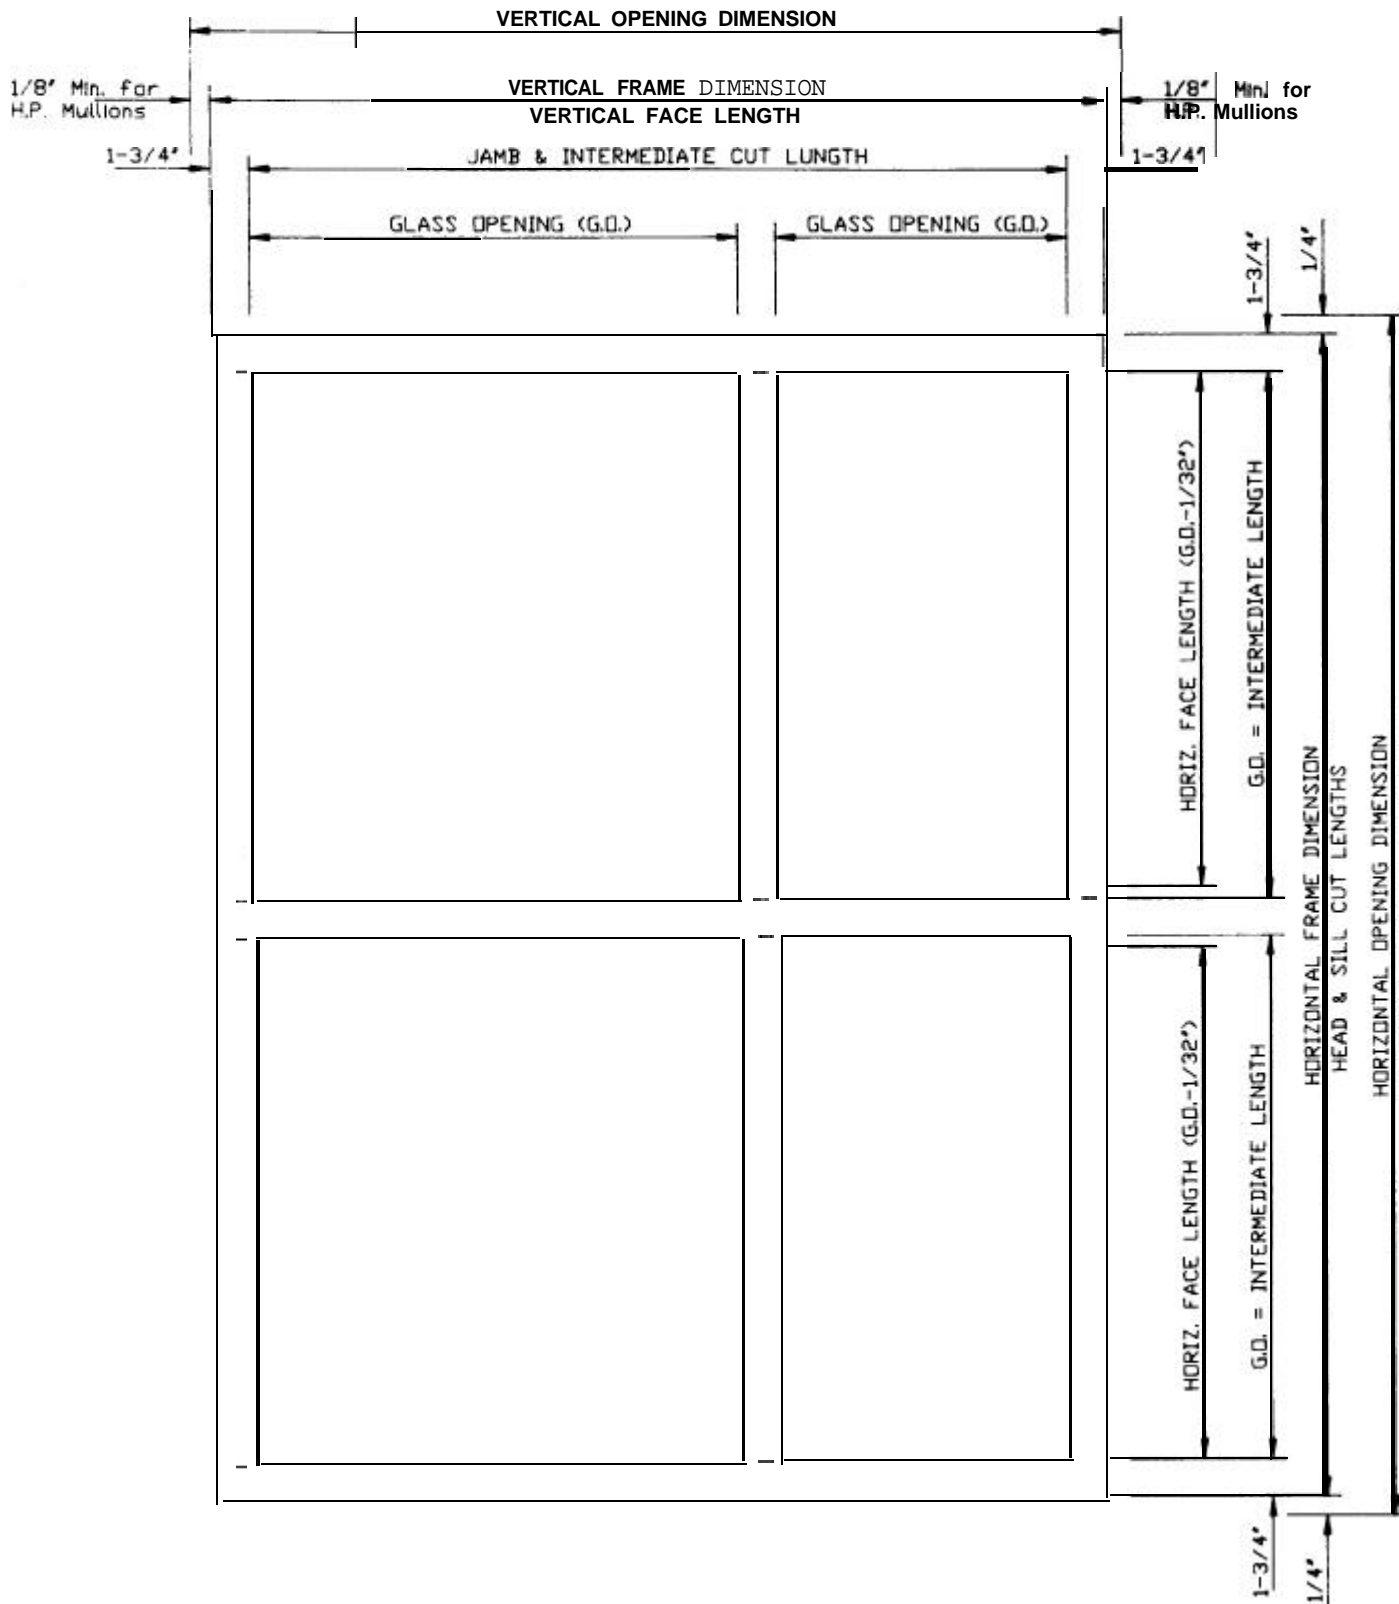 VERTICAL OPENING DIMENSION
1/8" Min. for
H.P. Mullions
VERTICAL FRAME DIMENSION
VERTICAL FACE LENGTH
1/8" Min. for
H.P. Mullions
1-3/4"
JAMB & INTERMEDIATE CUT LUNGTH
1-3/4"
GLASS OPENING (G.O.)
GLASS OPENING (G.O.)
1-3/4"
1/4"
HORIZ. FACE LENGTH (G.O.-1/32")
G.O. = INTERMEDIATE LENGTH
HORIZONTAL FRAME DIMENSION
HEAD & SILL CUT LENGTHS
HORIZONTAL OPENING DIMENSION
HORIZ. FACE LENGTH (G.O.-1/32")
G.O. = INTERMEDIATE LENGTH
1-3/4"
1/4"